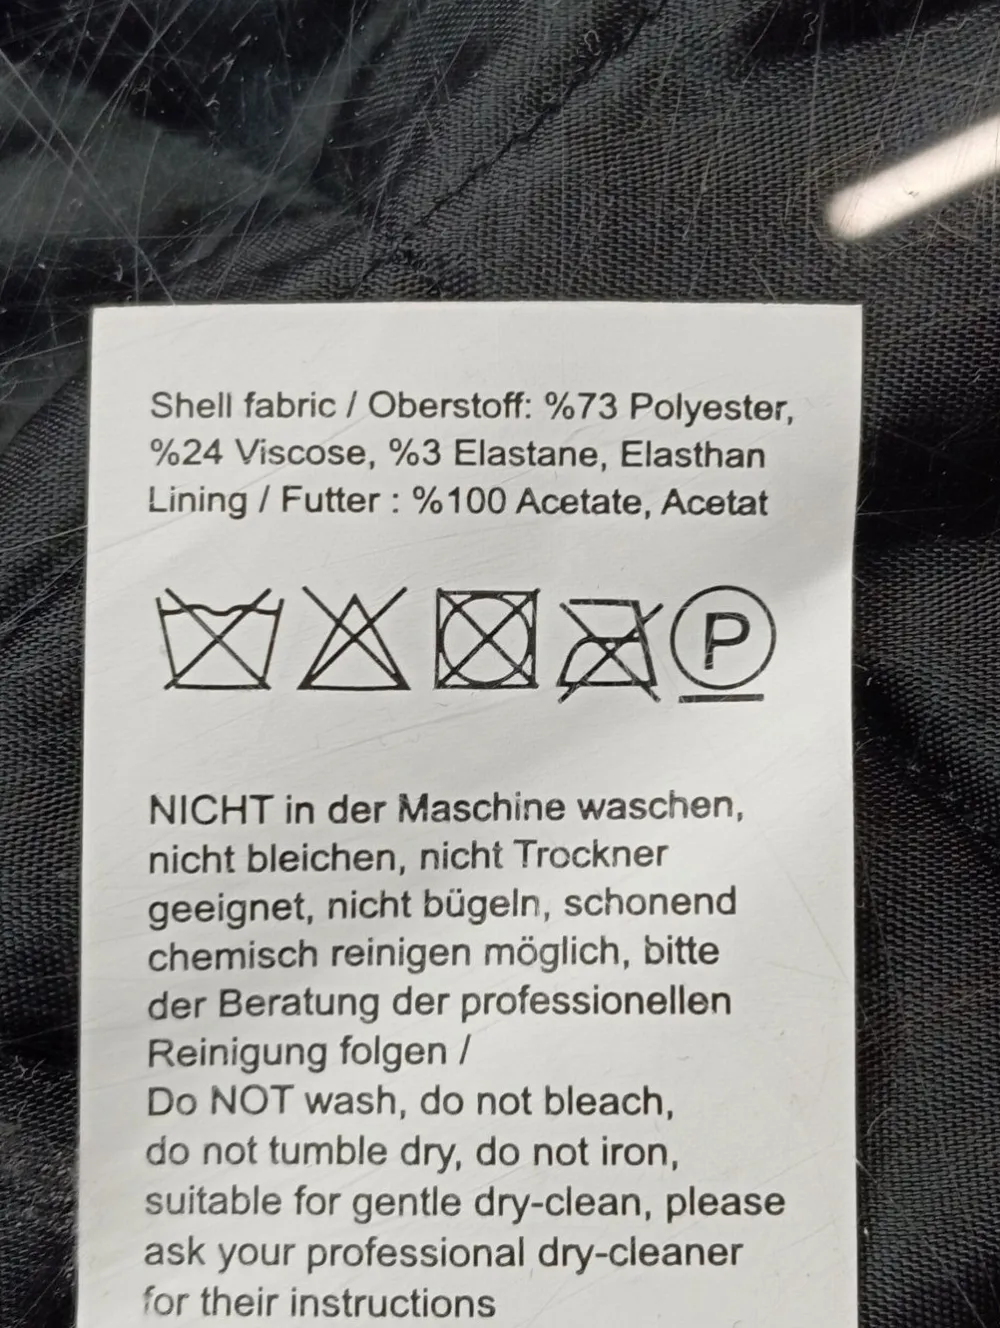 Shell fabric / Oberstoff: %73 Polyester,
%24 Viscose, %3 Elastane, Elasthan
Lining / Futter : %100 Acetate, Acetat
P
NICHT in der Maschine waschen,
nicht bleichen, nicht Trockner
geeignet, nicht bügeln, schonend
chemisch reinigen möglich, bitte
der Beratung der professionellen
Reinigung folgen /
Do NOT wash, do not bleach,
do not tumble dry, do not iron,
suitable for gentle dry-clean, please
ask your professional dry-cleaner
for their instructions